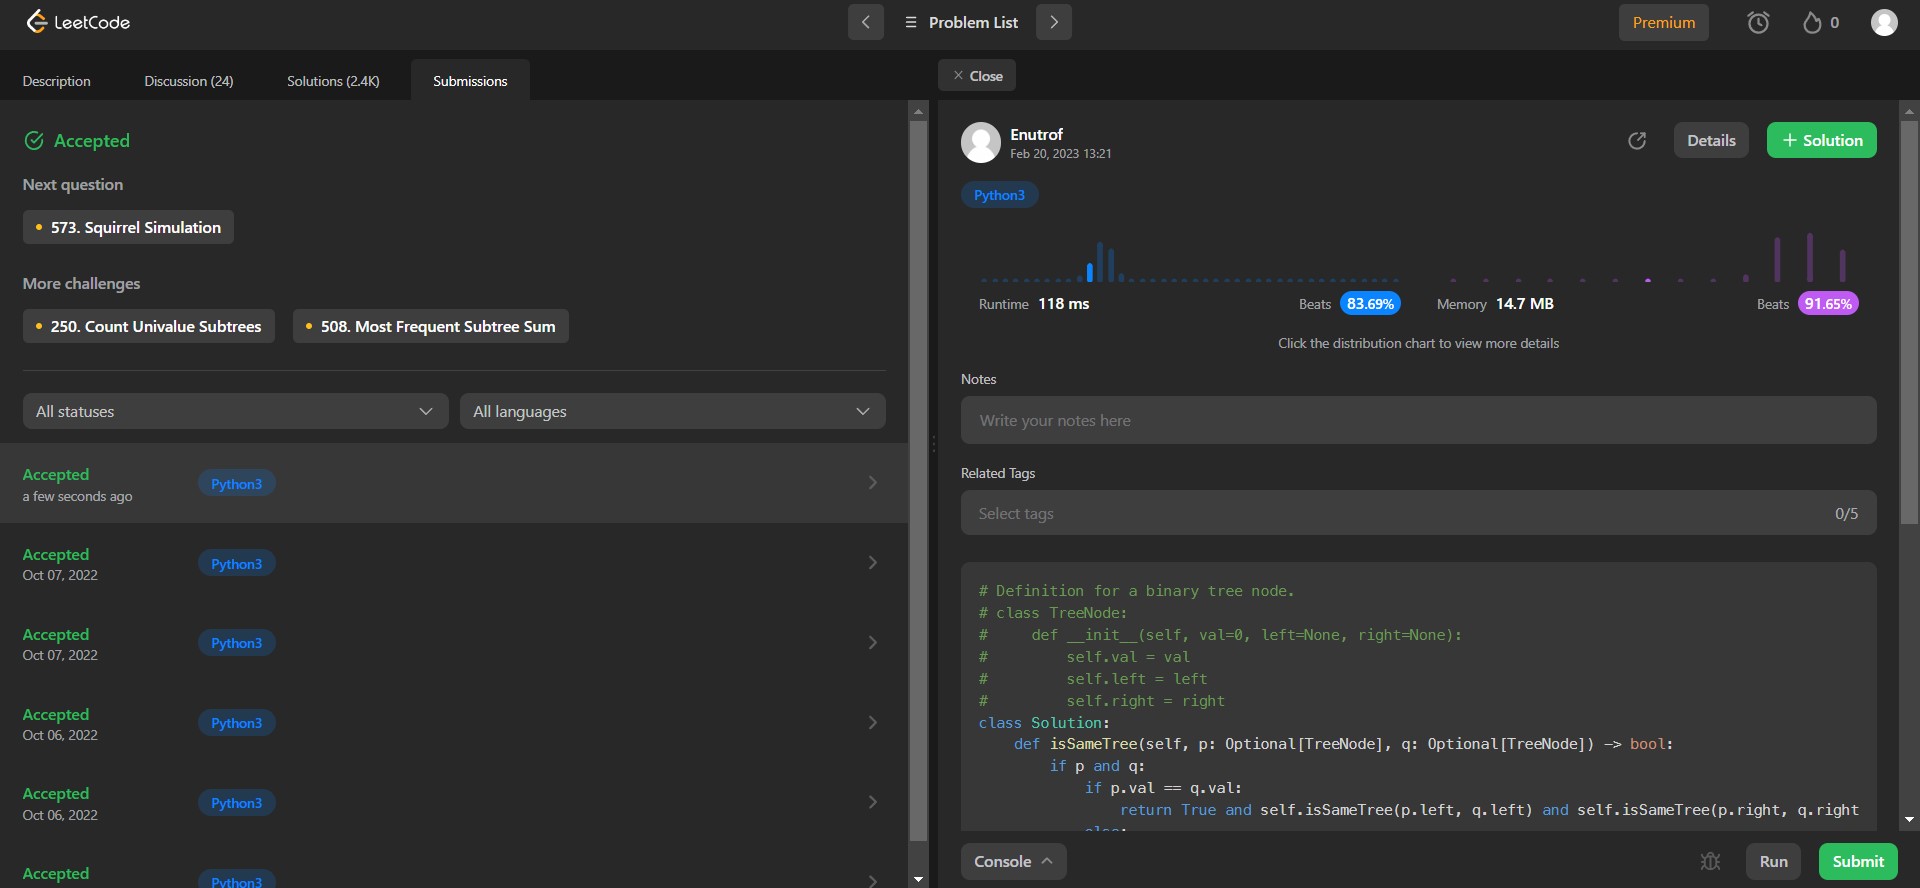 LeetCode
Problem List
Premium
0
Description
Discussion (24)
Solutions (2.4K)
Submissions
Close
Accepted
Next question
573. Squirrel Simulation
More challenges
250. Count Univalue Subtrees
508. Most Frequent Subtree Sum
All statuses
All languages
Accepted
a few seconds ago
Python3
Accepted
Oct 07, 2022
Python3
Accepted
Oct 07, 2022
Python3
Accepted
Oct 06, 2022
Python3
Accepted
Oct 06, 2022
Python3
Accepted
Python3
Enutrof
Feb 20, 2023 13:21
Details
+ Solution
Python3
Runtime 118 ms
Beats 83.69%
Memory 14.7 MB
Beats 91.65%
Click the distribution chart to view more details
Notes
Write your notes here
Related Tags
Select tags
0/5
# Definition for a binary tree node.
# class TreeNode:
#     def __init__(self, val=0, left=None, right=None):
#         self.val = val
#         self.left = left
#         self.right = right
class Solution:
    def isSameTree(self, p: Optional[TreeNode], q: Optional[TreeNode]) -> bool:
        if p and q:
            if p.val == q.val:
                return True and self.isSameTree(p.left, q.left) and self.isSameTree(p.right, q.right
            else:
Console
Run
Submit